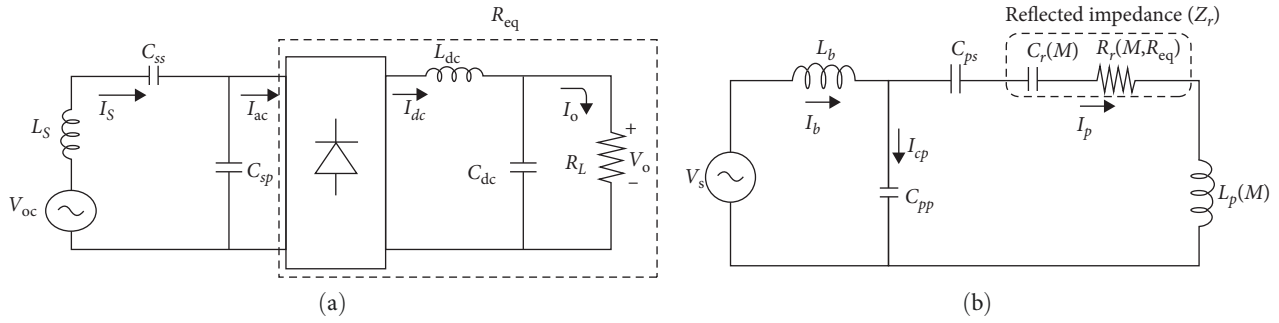 R_eq
C_ss
L_dc
I_S
I_ac
I_dc
I_o
L_S
C_sp
C_dc
R_L
+
V_o
−
V_oc
(a)
Reflected impedance (Z_r)
L_b
C_ps
C_r(M)
R_r(M,R_eq)
I_b
I_p
I_cp
V_s
C_pp
L_p(M)
(b)